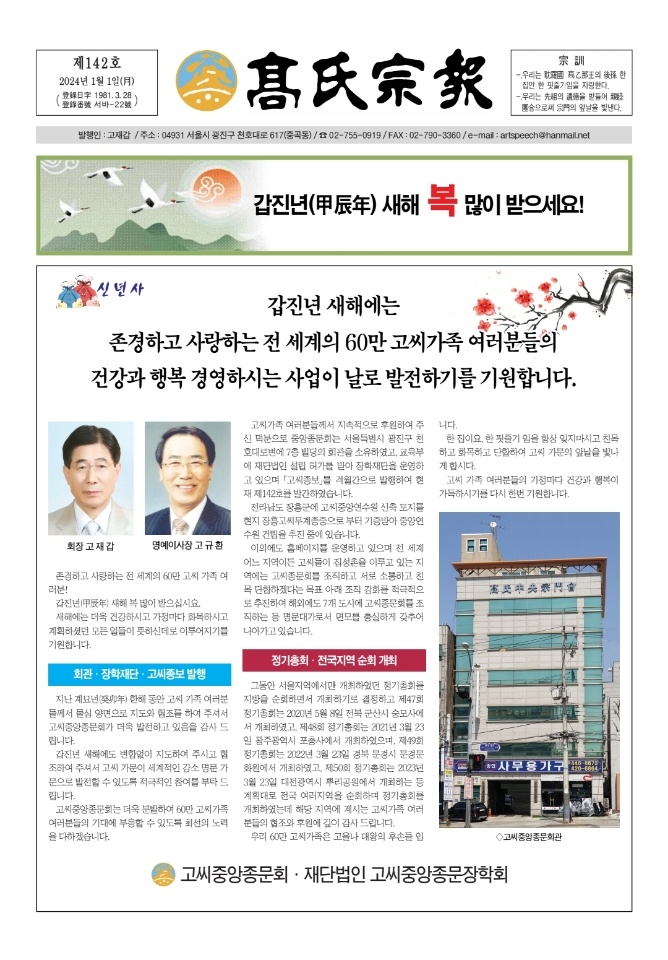 제142호
2024年 1月 1日(月)
登錄日字 1981. 3. 28
登錄番號 서바-22號
髙氏宗報
宗 訓
-.우리는 耽羅國 髙乙那王의 後孫 한
집안 한 핏줄기임을 자랑한다.
-.우리는 先祖의 遺德을 받들어 親睦
團合으로써 宗門의 앞날을 빛낸다.
발행인 : 고재갑 / 주소 : 04931 서울시 광진구 천호대로 617(중곡동) / ☎ 02-755-0919 / FAX : 02-790-3360 / e-mail : artspeech@hanmail.net
갑진년(甲辰年) 새해 복 많이 받으세요!
신년사
갑진년 새해에는
존경하고 사랑하는 전 세계의 60만 고씨가족 여러분들의
건강과 행복 경영하시는 사업이 날로 발전하기를 기원합니다.
회장 고 재 갑
명예이사장 고 규 환
존경하고 사랑하는 전 세계의 60만 고씨 가족 여
러분!
갑진년(甲辰年) 새해 복 많이 받으십시요.
새해에는 더욱 건강하시고 가정마다 화목하시고
계획하셨던 모든 일들이 뜻하신데로 이루어지기를
기원합니다.
회관 · 장학재단 · 고씨종보 발행
지난 계묘년(癸卯年) 한해 동안 고씨 가족 여러분
들께서 물심 양면으로 지도와 협조를 하여 주셔서
고씨중앙종문회가 더욱 발전하고 있음을 감사 드
립니다.
갑진년 새해에도 변함없이 지도하여 주시고 협
조하여 주셔서 고씨 가문이 세계적인 강소 명문 가
문으로 발전할 수 있도록 적극적인 참여를 부탁 드
립니다.
고씨중앙종문회는 더욱 분발하여 60만 고씨가족
여러분들의 기대에 부응할 수 있도록 최선의 노력
을 다하겠습니다.
고씨가족 여러분들께서 지속적으로 후원하여 주
신 덕분으로 중앙종문회는 서울특별시 광진구 천
호대로변에 7층 빌딩의 회관을 소유하였고, 교육부
에 재단법인 설립 허가를 받아 장학재단을 운영하
고 있으며 「고씨종보」를 격월간으로 발행하여 현
재 제142호를 발간하였습니다.
전라남도 장흥군에 고씨중앙연수원 신축 토지를
현지 장흥고씨무계종중으로 부터 기증받아 중앙연
수원 건립을 추진 중에 있습니다.
이외에도 홈페이지를 운영하고 있으며 전 세계
어느 지역이든 고씨들이 집성촌을 이루고 있는 지
역에는 고씨종문회를 조직하고 서로 소통하고 친
목 단합하겠다는 목표 아래 조직 강화를 적극적으
로 추진하여 해외에도 7개 도시에 고씨종문회를 조
직하는 등 명문대가로서 면모를 충실하게 갖추어
나아가고 있습니다.
정기총회 · 전국지역 순회 개최
그동안 서울지역에서만 개최하였던 정기총회를
지방을 순회하면서 개최하기로 결정하고 제47회
정기총회는 2020년 5월 8일 전북 군산시 숭모사에
서 개최하였고, 제48회 정기총회는 2021년 3월 23
일 광주광역시 포충사에서 개최하였으며, 제49회
정기총회는 2022년 3월 23일 경북 문경시 문경문
화원에서 개최하였고, 제50회 정기총회는 2023년
3월 23일 대전광역시 뿌리공원에서 개최하는 등
계획대로 전국 여러지역을 순회하며 정기총회를
개최하였는데 해당 지역에 계시는 고씨가족 여러
분들의 협조와 후원에 깊이 감사 드립니다.
우리 60만 고씨가족은 고을나 대왕의 후손들 입
니다.
한 집이요, 한 핏줄기 임을 항상 잊지마시고 친목
하고 화목하고 단합하여 고씨 가문의 앞날을 빛나
게 합시다.
고씨 가족 여러분들의 가정마다 건강과 행복이
가득하시기를 다시 한번 기원합니다.
髙氏中央宗門會
사무용가구
◇고씨중앙종문회관
고씨중앙종문회 · 재단법인 고씨중앙종문장학회